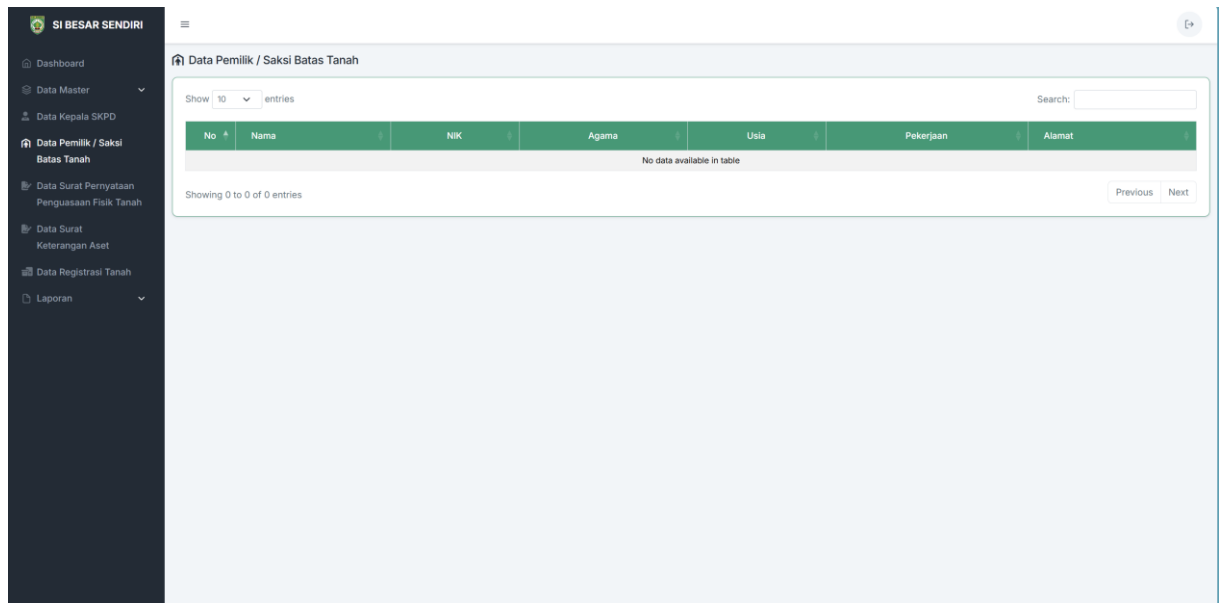 SI BESAR SENDIRI
Dashboard
Data Master
Data Kepala SKPD
Data Pemilik / Saksi
Batas Tanah
Data Surat Pernyataan
Penguasaan Fisik Tanah
Data Surat
Keterangan Aset
Data Registrasi Tanah
Laporan
Data Pemilik / Saksi Batas Tanah
Show 10 entries Search:
No Nama NIK Agama Usia Pekerjaan Alamat
No data available in table
Showing 0 to 0 of 0 entries Previous Next